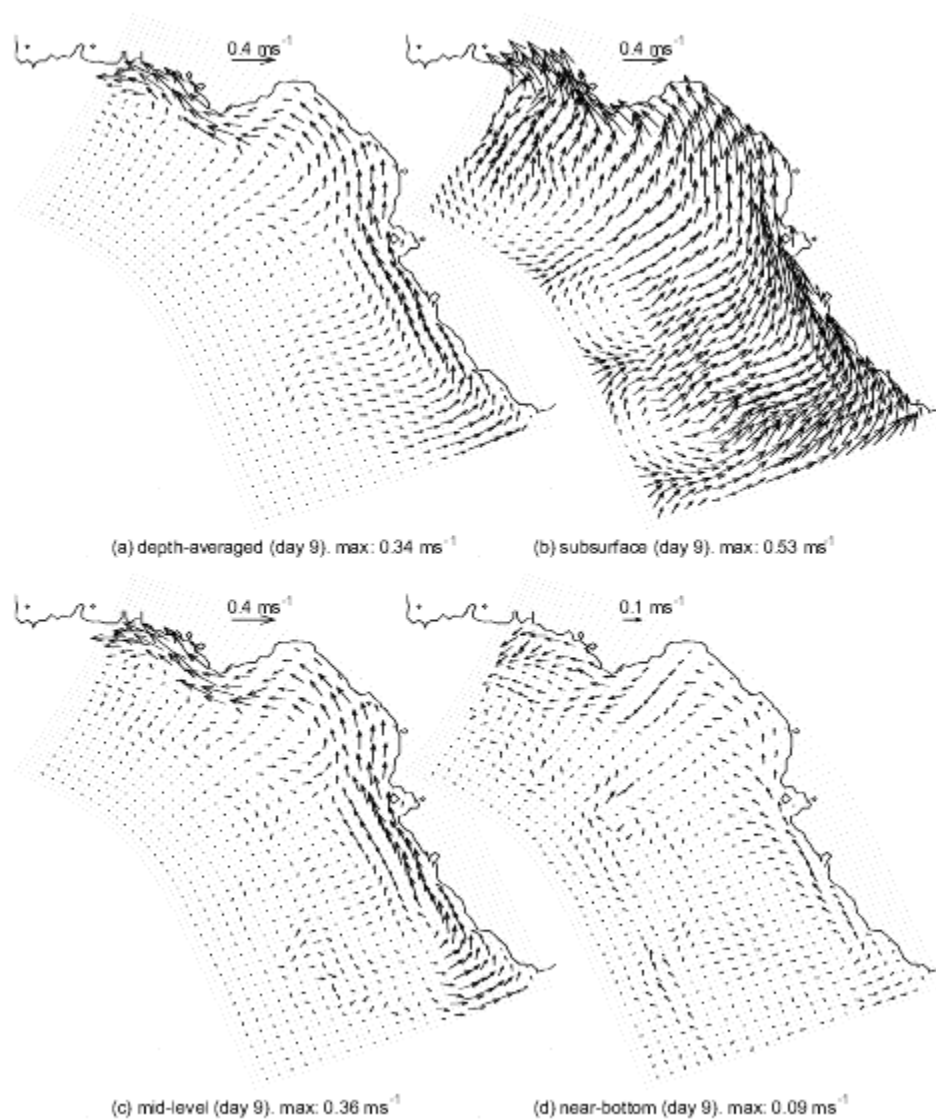 0.4 ms⁻¹
0.4 ms⁻¹
(a) depth-averaged (day 9). max: 0.34 ms⁻¹
(b) subsurface (day 9). max: 0.53 ms⁻¹
0.4 ms⁻¹
0.1 ms⁻¹
(c) mid-level (day 9). max: 0.36 ms⁻¹
(d) near-bottom (day 9). max: 0.09 ms⁻¹